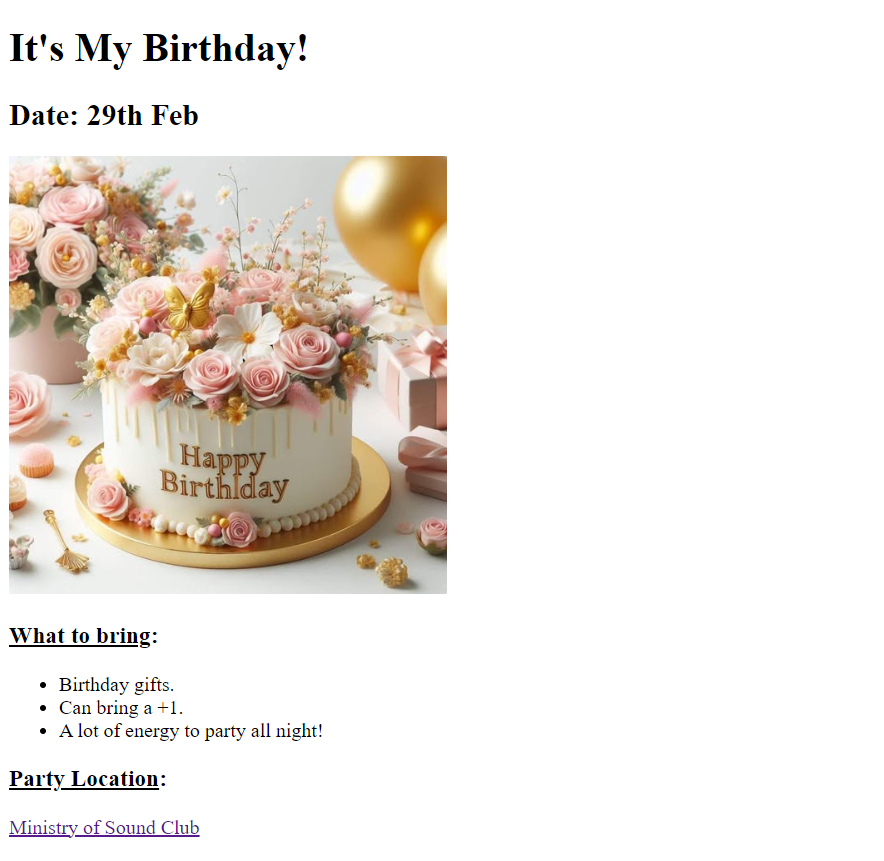 It's My Birthday!
Date: 29th Feb
Happy
Birthlday
What to bring:
Birthday gifts.
Can bring a +1.
A lot of energy to party all night!
Party Location:
Ministry of Sound Club